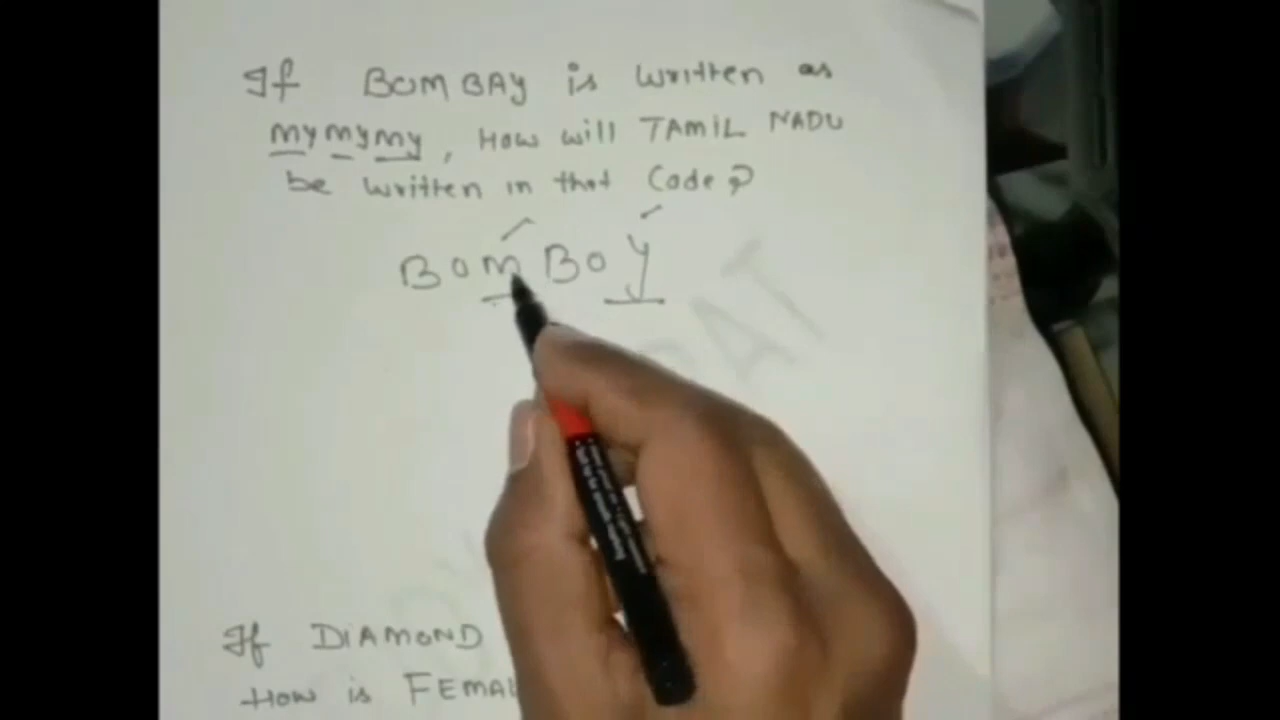 If BOMBAY is written as
mymymy, How will TAMIL NADU
be written in that Code?
BOMBOY
If DIAMOND
How is FEMAL